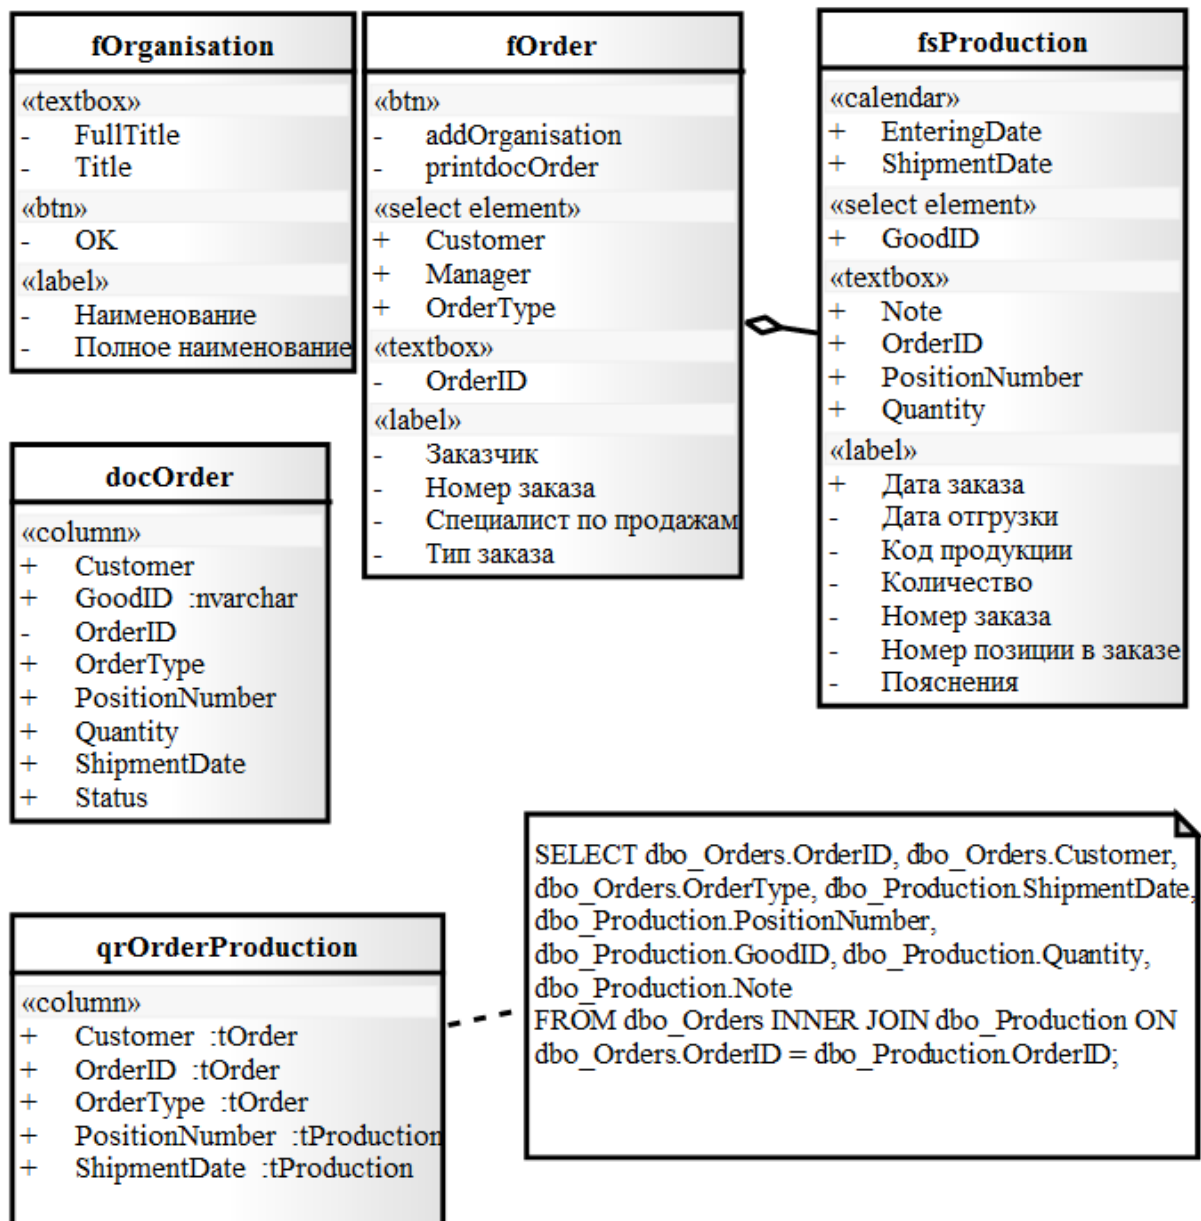 fOrganisation
«textbox»
- FullTitle
- Title
«btn»
- OK
«label»
- Наименование
- Полное наименование
fOrder
«btn»
- addOrganisation
- printdocOrder
«select element»
+ Customer
+ Manager
+ OrderType
«textbox»
- OrderID
«label»
- Заказчик
- Номер заказа
- Специалист по продажам
- Тип заказа
fsProduction
«calendar»
+ EnteringDate
+ ShipmentDate
«select element»
+ GoodID
«textbox»
+ Note
+ OrderID
+ PositionNumber
+ Quantity
«label»
+ Дата заказа
- Дата отгрузки
- Код продукции
- Количество
- Номер заказа
- Номер позиции в заказе
- Пояснения
docOrder
«column»
+ Customer
+ GoodID :nvarchar
- OrderID
+ OrderType
+ PositionNumber
+ Quantity
+ ShipmentDate
+ Status
qrOrderProduction
«column»
+ Customer :tOrder
+ OrderID :tOrder
+ OrderType :tOrder
+ PositionNumber :tProduction
+ ShipmentDate :tProduction
SELECT dbo_Orders.OrderID, dbo_Orders.Customer,
dbo_Orders.OrderType, dbo_Production.ShipmentDate,
dbo_Production.PositionNumber,
dbo_Production.GoodID, dbo_Production.Quantity,
dbo_Production.Note
FROM dbo_Orders INNER JOIN dbo_Production ON
dbo_Orders.OrderID = dbo_Production.OrderID;